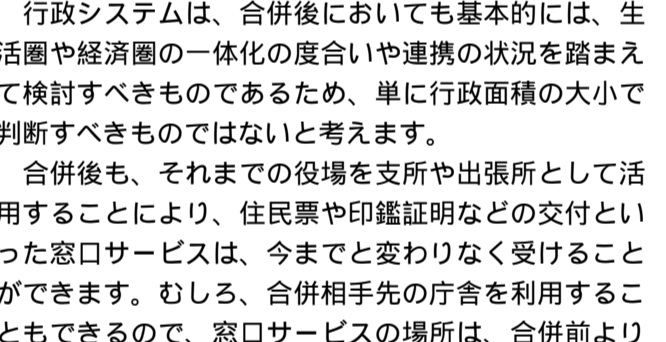 行政システムは、合併後においても基本的には、生
活圏や経済圏の一体化の度合いや連携の状況を踏まえ
て検討すべきものであるため、単に行政面積の大小で
判断すべきものではないと考えます。
合併後も、それまでの役場を支所や出張所として活
用することにより、住民票や印鑑証明などの交付とい
った窓口サービスは、今までと変わりなく受けること
ができます。むしろ、合併相手先の庁舎を利用するこ
ともできるので、窓口サービスの場所は、合併前より